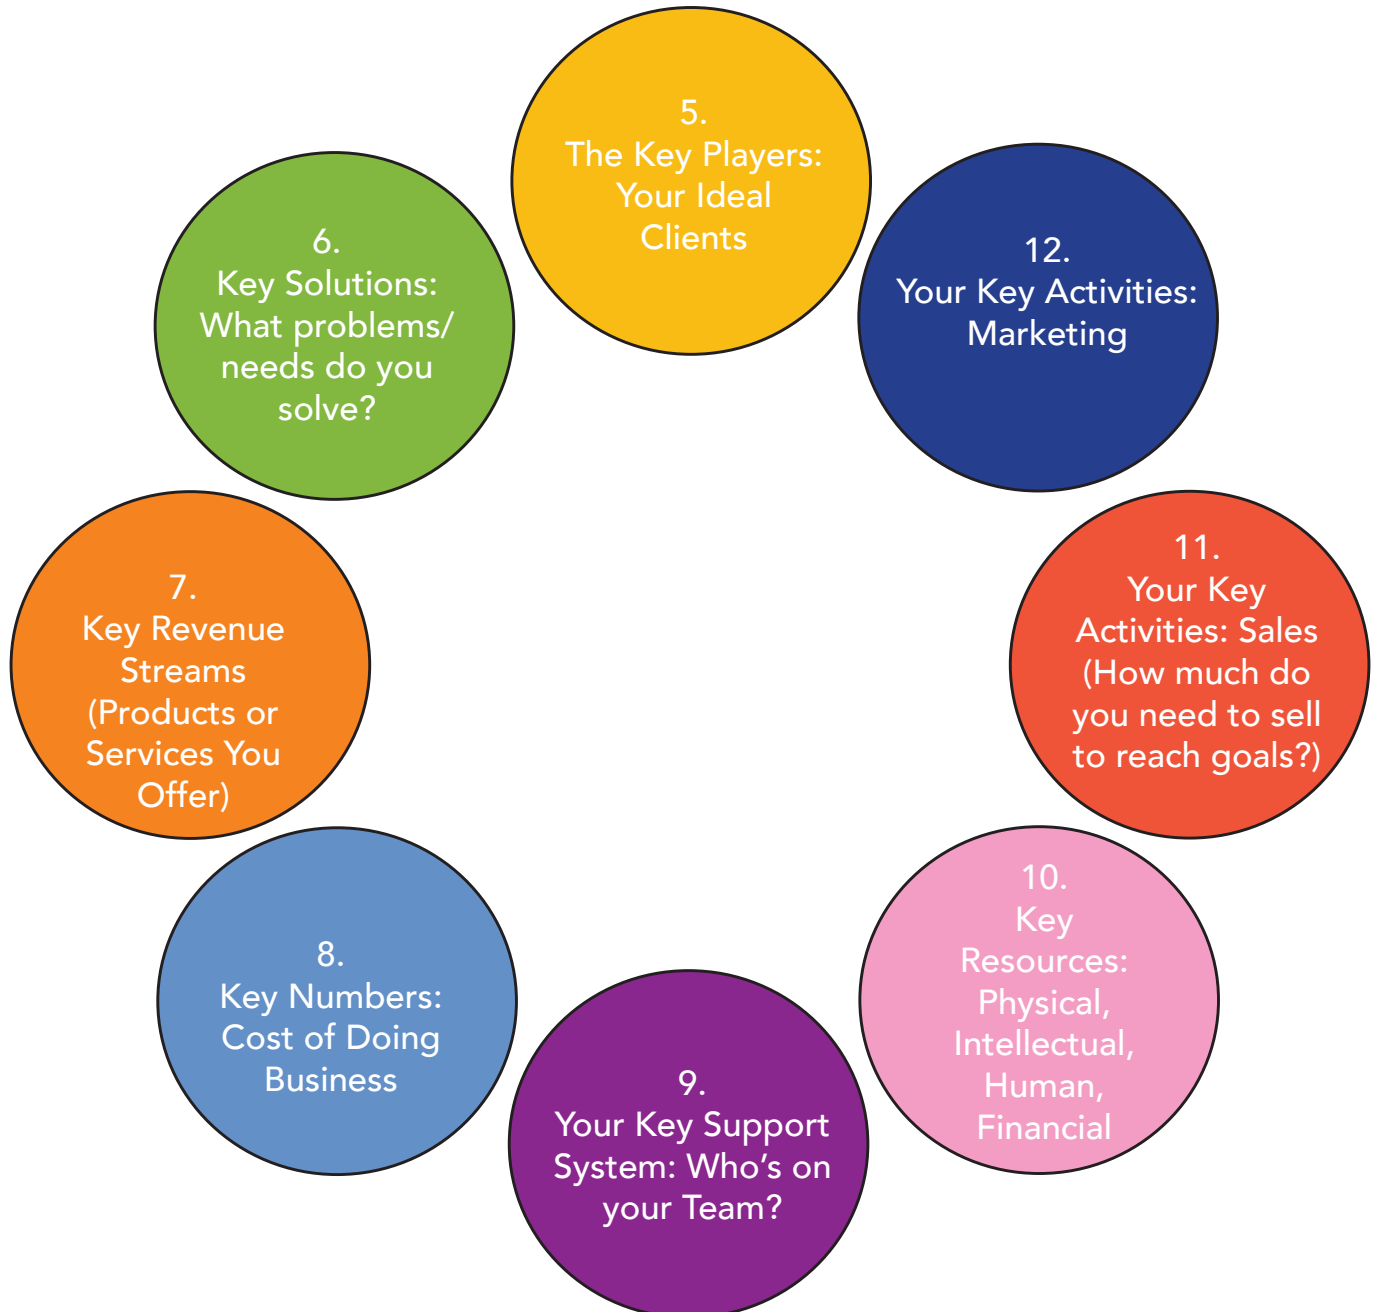 5.
The Key Players:
Your Ideal
Clients
6.
Key Solutions:
What problems/
needs do you
solve?
7.
Key Revenue
Streams
(Products or
Services You
Offer)
8.
Key Numbers:
Cost of Doing
Business
9.
Your Key Support
System: Who’s on
your Team?
10.
Key
Resources:
Physical,
Intellectual,
Human,
Financial
11.
Your Key
Activities: Sales
(How much do
you need to sell
to reach goals?)
12.
Your Key Activities:
Marketing